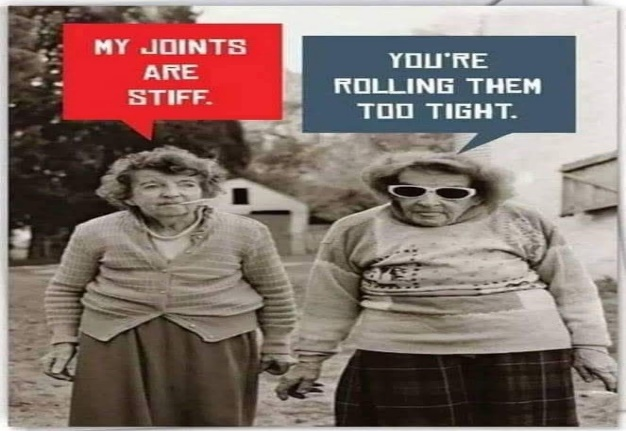 MY JOINTS
ARE
STIFF.
YOU'RE
ROLLING THEM
TOO TIGHT.